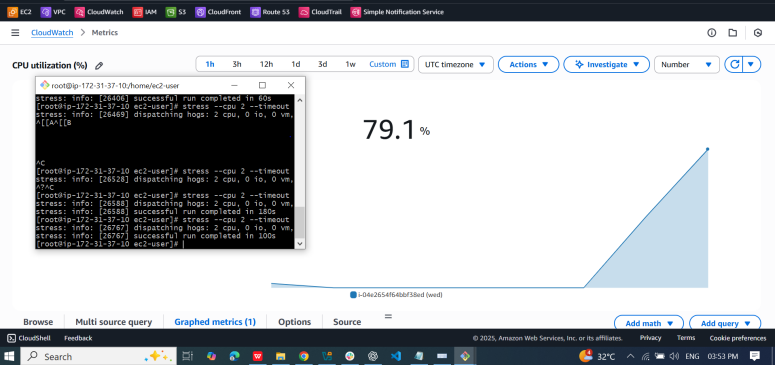 EC2 VPC CloudWatch IAM S3 CloudFront Route 53 CloudTrail Simple Notification Service
CloudWatch > Metrics
CPU utilization (%) 1h 3h 12h 1d 3d 1w Custom UTC timezone Actions Investigate Number
root@ip-172-31-37-10:/home/ec2-user
stress: info: [26406] successful run completed in 60s
[root@ip-172-31-37-10 ec2-user]# stress --cpu 2 --timeout
stress: info: [26469] dispatching hogs: 2 cpu, 0 io, 0 vm,
^[[A^[[B
^C
[root@ip-172-31-37-10 ec2-user]# stress --cpu 2 --timeout
stress: info: [26528] dispatching hogs: 2 cpu, 0 io, 0 vm,
^?^C
[root@ip-172-31-37-10 ec2-user]# stress --cpu 2 --timeout
stress: info: [26588] dispatching hogs: 2 cpu, 0 io, 0 vm,
stress: info: [26588] successful run completed in 180s
[root@ip-172-31-37-10 ec2-user]# stress --cpu 2 --timeout
stress: info: [26767] dispatching hogs: 2 cpu, 0 io, 0 vm,
stress: info: [26767] successful run completed in 100s
[root@ip-172-31-37-10 ec2-user]#
79.1 %
i-04e2654f64bbf38ed (wed)
Browse Multi source query Graphed metrics (1) Options Source Add math Add query
CloudShell Feedback © 2025, Amazon Web Services, Inc. or its affiliates. Privacy Terms Cookie preferences
Search 4 32°C ENG 03:53 PM